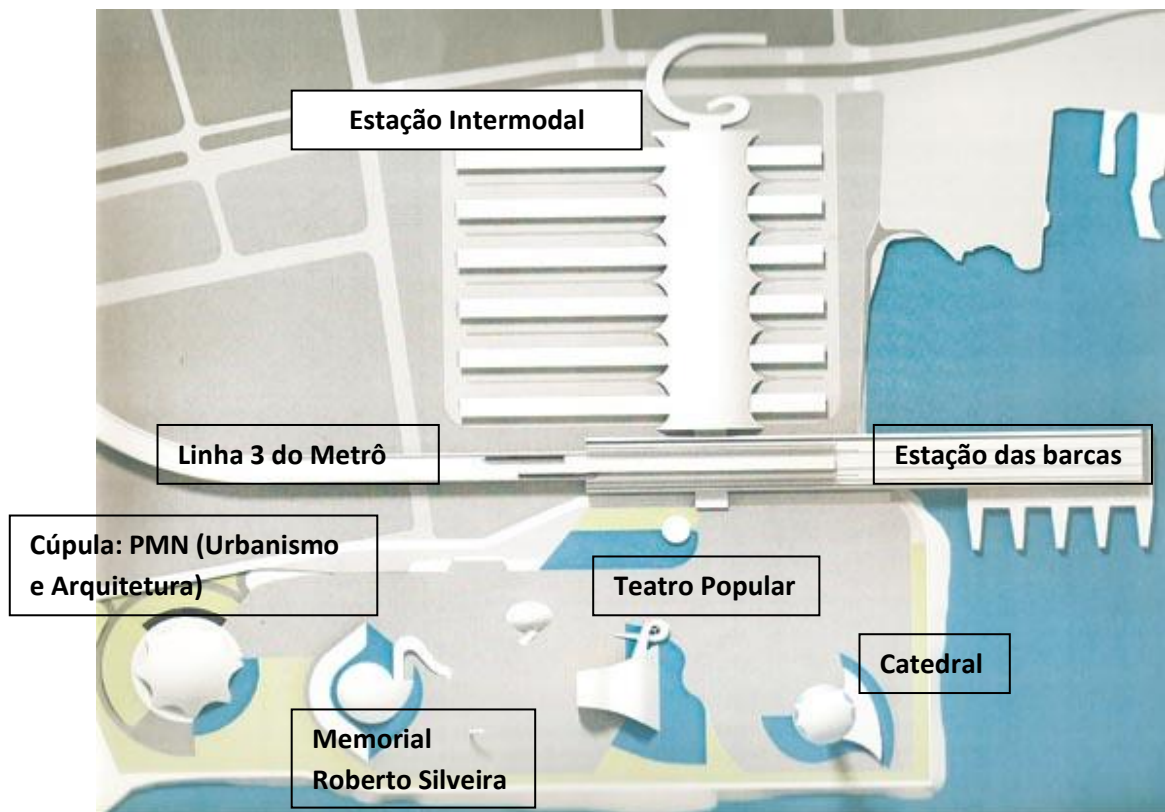 Estação Intermodal
Linha 3 do Metrô
Estação das barcas
Cúpula: PMN (Urbanismo
e Arquitetura)
Teatro Popular
Catedral
Memorial
Roberto Silveira